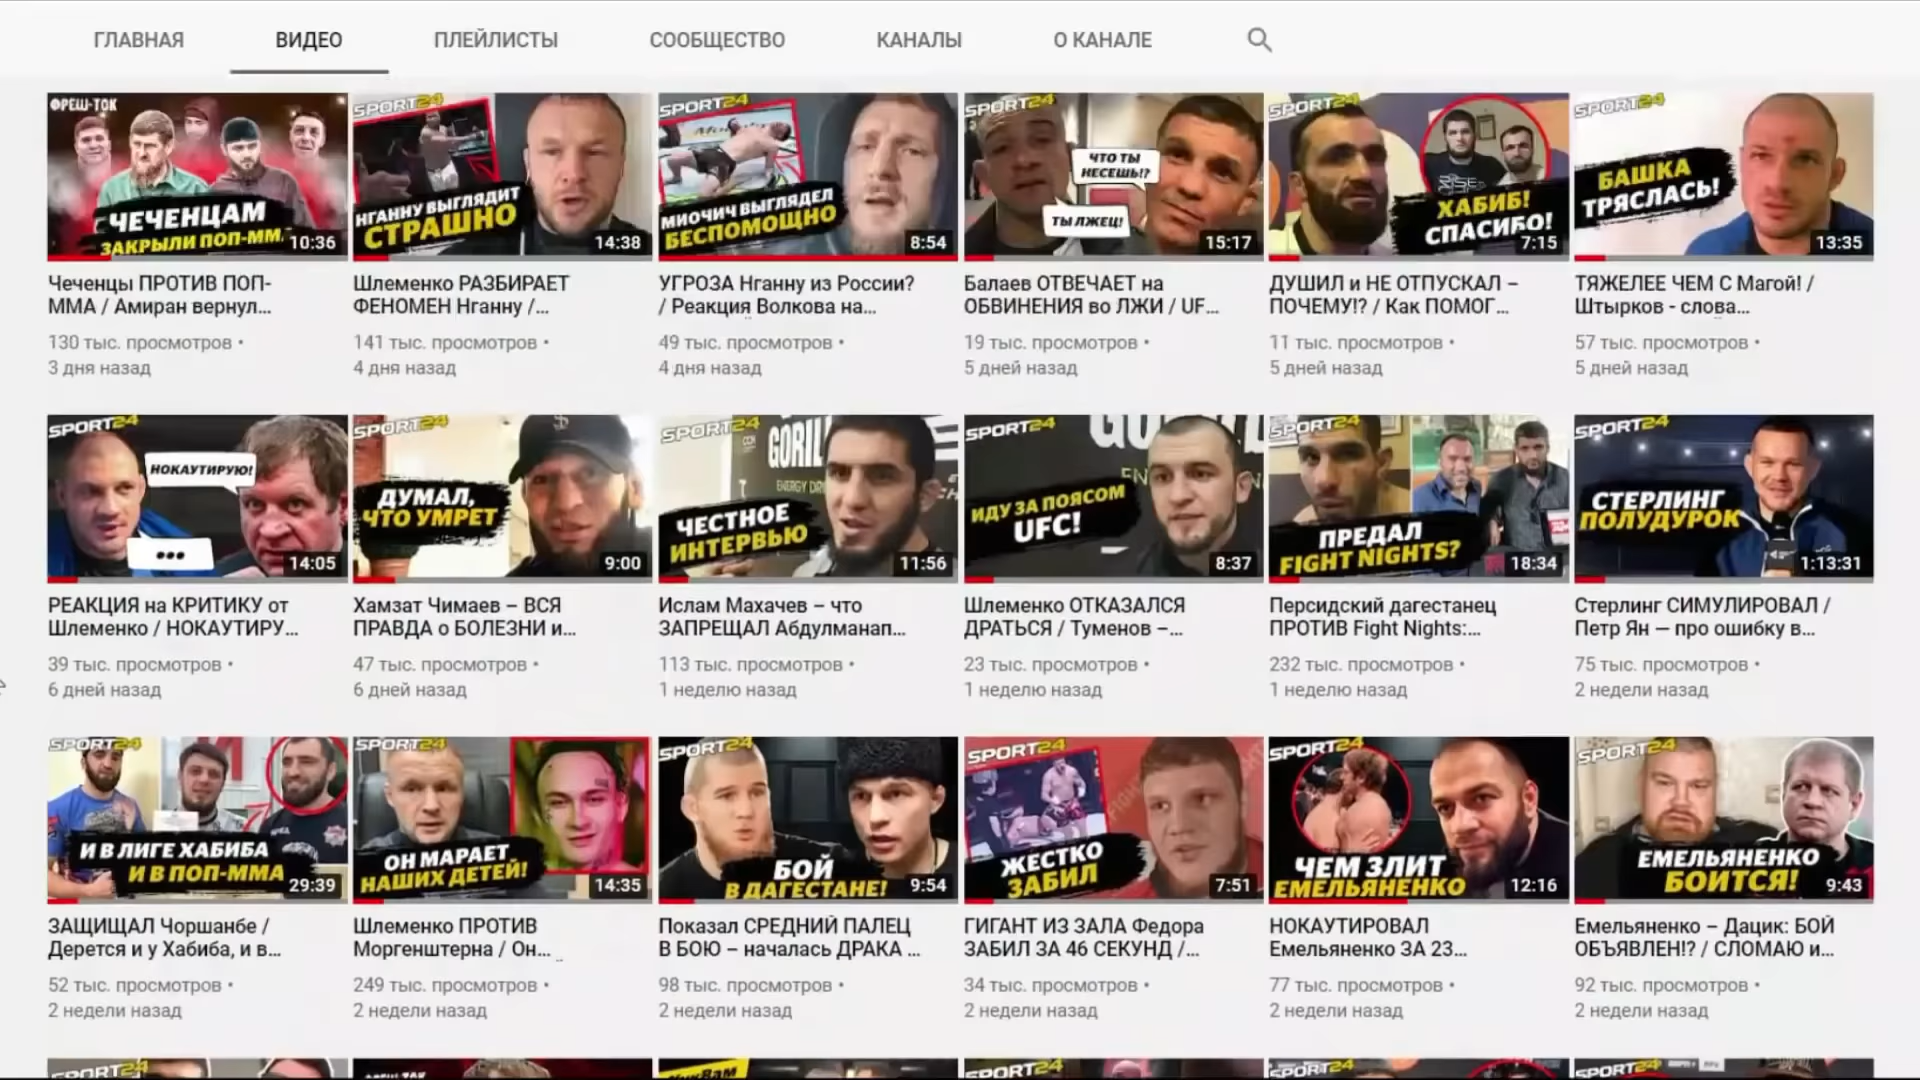 ГЛАВНАЯ
ВИДЕО
ПЛЕЙЛИСТЫ
СООБЩЕСТВО
КАНАЛЫ
О КАНАЛЕ
ФРЕШ-ТОК
ЧЕЧЕНЦАМ
ЗАКРЫЛИ ПОП-ММ
10:36
Чеченцы ПРОТИВ ПОП-
ММА / Амиран вернул...
130 тыс. просмотров •
3 дня назад
SPORT24
НГАННУ ВЫГЛЯДИТ
СТРАШНО
14:38
Шлеменко РАЗБИРАЕТ
ФЕНОМЕН Нганну /...
141 тыс. просмотров •
4 дня назад
SPORT24
МИОЧИЧ ВЫГЛЯДЕЛ
БЕСПОМОЩНО
8:54
УГРОЗА Нганну из России?
/ Реакция Волкова на...
49 тыс. просмотров •
4 дня назад
SPORT24
ЧТО ТЫ
НЕСЕШЬ!?
ТЫ ЛЖЕЦ!
15:17
Балаев ОТВЕЧАЕТ на
ОБВИНЕНИЯ во ЛЖИ / UF...
19 тыс. просмотров •
5 дней назад
SPORT24
ХАБИБ!
СПАСИБО!
7:15
ДУШИЛ и НЕ ОТПУСКАЛ –
ПОЧЕМУ!? / Как ПОМОГ...
11 тыс. просмотров •
5 дней назад
SPORT24
БАШКА
ТРЯСЛАСЬ!
13:35
ТЯЖЕЛЕЕ ЧЕМ С Магой! /
Штырков - слова...
57 тыс. просмотров •
5 дней назад
SPORT24
НОКАУТИРУЮ!
...
14:05
РЕАКЦИЯ на КРИТИКУ от
Шлеменко / НОКАУТИРУ...
39 тыс. просмотров •
6 дней назад
SPORT24
ДУМАЛ,
ЧТО УМРЕТ
9:00
Хамзат Чимаев – ВСЯ
ПРАВДА о БОЛЕЗНИ и...
47 тыс. просмотров •
6 дней назад
SPORT24
GORIL
ENERGY DRI
ЧЕСТНОЕ
ИНТЕРВЬЮ
11:56
Ислам Махачев – что
ЗАПРЕЩАЛ Абдулманап...
113 тыс. просмотров •
1 неделю назад
SPORT24
ИДУ ЗА ПОЯСОМ
UFC!
8:37
Шлеменко ОТКАЗАЛСЯ
ДРАТЬСЯ / Туменов –...
23 тыс. просмотров •
1 неделю назад
SPORT24
ПРЕДАЛ
FIGHT NIGHTS?
18:34
Персидский дагестанец
ПРОТИВ Fight Nights:...
232 тыс. просмотров •
1 неделю назад
SPORT24
СТЕРЛИНГ
ПОЛУДУРОК
1:13:31
Стерлинг СИМУЛИРОВАЛ /
Петр Ян — про ошибку в...
75 тыс. просмотров •
2 недели назад
SPORT24
И В ЛИГЕ ХАБИБА
И В ПОП-ММА
29:39
ЗАЩИЩАЛ Чоршанбе /
Дерется и у Хабиба, и в...
52 тыс. просмотров •
2 недели назад
SPORT24
ОН МАРАЕТ
НАШИХ ДЕТЕЙ!
14:35
Шлеменко ПРОТИВ
Моргенштерна / Он...
249 тыс. просмотров •
2 недели назад
SPORT24
БОЙ
В ДАГЕСТАНЕ!
9:54
Показал СРЕДНИЙ ПАЛЕЦ
В БОЮ – началась ДРАКА ...
98 тыс. просмотров •
2 недели назад
SPORT24
ЖЕСТКО
ЗАБИЛ
7:51
ГИГАНТ ИЗ ЗАЛА Федора
ЗАБИЛ ЗА 46 СЕКУНД /...
34 тыс. просмотров •
2 недели назад
SPORT24
ЧЕМ ЗЛИТ
ЕМЕЛЬЯНЕНКО
12:16
НОКАУТИРОВАЛ
Емельяненко ЗА 23...
77 тыс. просмотров •
2 недели назад
SPORT24
ЕМЕЛЬЯНЕНКО
БОИТСЯ!
9:43
Емельяненко – Дацик: БОЙ
ОБЪЯВЛЕН!? / СЛОМАЮ и...
92 тыс. просмотров •
2 недели назад
SPORT24
SPORT24
SPORT24
SPORT24